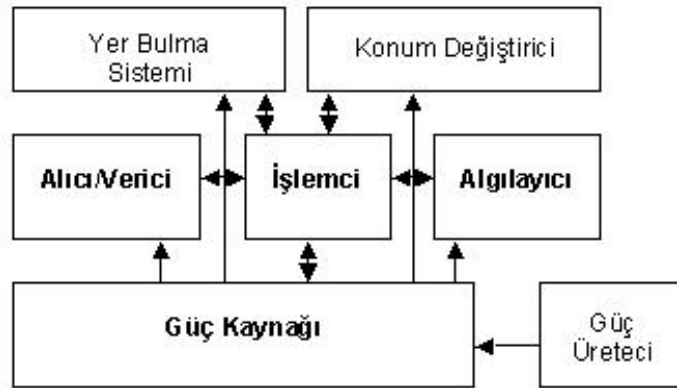 Yer Bulma
Sistemi
Konum Değiştirici
Alıcı/Verici
İşlemci
Algılayıcı
Güç Kaynağı
Güç
Üreteci